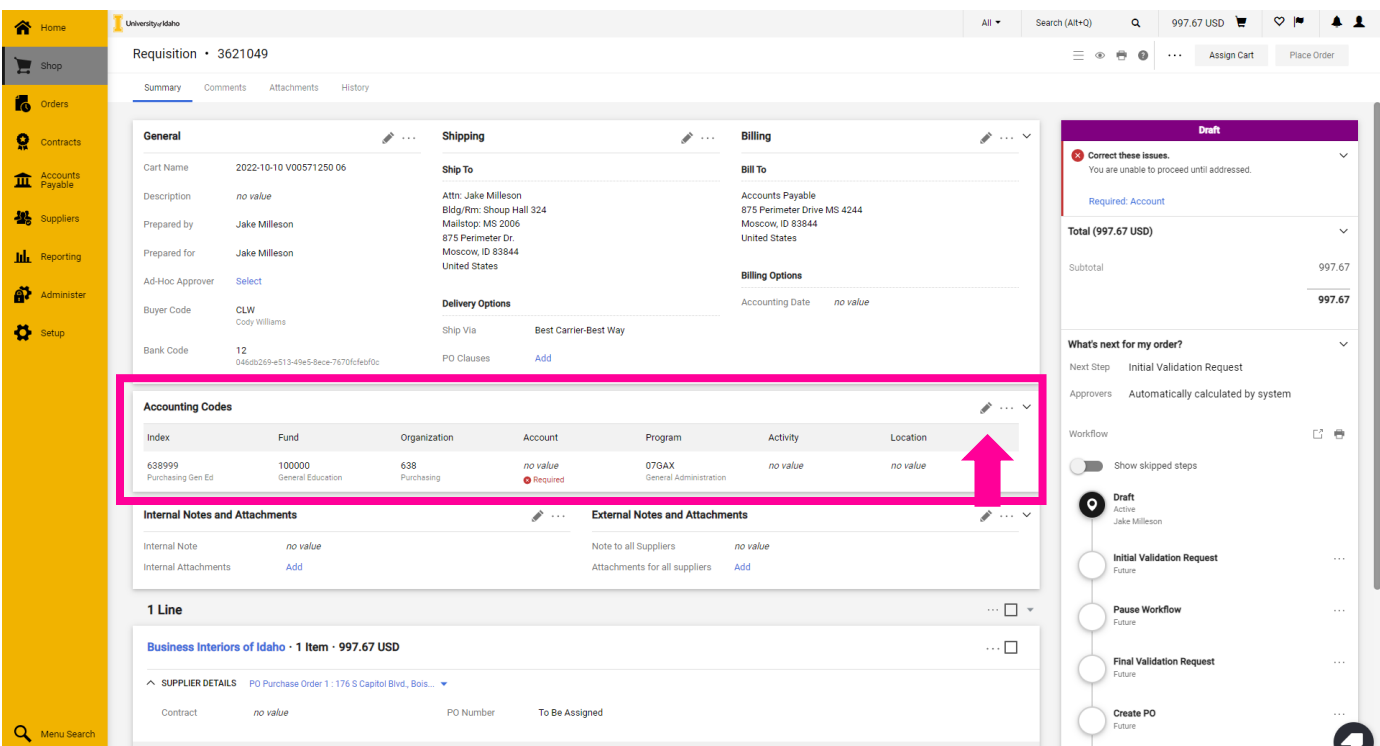 Home
Shop
Orders
Contracts
Accounts
Payable
Suppliers
Reporting
Administer
Setup
Menu Search
University of Idaho
All
Search (Alt+Q)
997.67 USD
Requisition • 3621049
Assign Cart
Place Order
Summary
Comments
Attachments
History
General
Cart Name 2022-10-10 V00571250 06
Description no value
Prepared by Jake Milleson
Prepared for Jake Milleson
Ad-Hoc Approver Select
Buyer Code CLW
Cody Williams
Bank Code 12
046db269-e513-49e5-8ece-7670fcfebf0c
Shipping
Ship To
Attn: Jake Milleson
Bldg/Rm: Shoup Hall 324
Mailstop: MS 2006
875 Perimeter Dr.
Moscow, ID 83844
United States
Delivery Options
Ship Via Best Carrier-Best Way
PO Clauses Add
Billing
Bill To
Accounts Payable
875 Perimeter Drive MS 4244
Moscow, ID 83844
United States
Billing Options
Accounting Date no value
Accounting Codes
Index Fund Organization Account Program Activity Location
638999 100000 638 no value 07GAX no value no value
Purchasing Gen Ed General Education Purchasing Required General Administration
Internal Notes and Attachments
Internal Note no value
Internal Attachments Add
External Notes and Attachments
Note to all Suppliers no value
Attachments for all suppliers Add
1 Line
Business Interiors of Idaho · 1 Item · 997.67 USD
SUPPLIER DETAILS PO Purchase Order 1 : 176 S Capitol Blvd., Bois...
Contract no value PO Number To Be Assigned
Draft
Correct these issues.
You are unable to proceed until addressed.
Required: Account
Total (997.67 USD)
Subtotal 997.67
997.67
What's next for my order?
Next Step Initial Validation Request
Approvers Automatically calculated by system
Workflow
Show skipped steps
Draft
Active
Jake Milleson
Initial Validation Request
Future
Pause Workflow
Future
Final Validation Request
Future
Create PO
Future